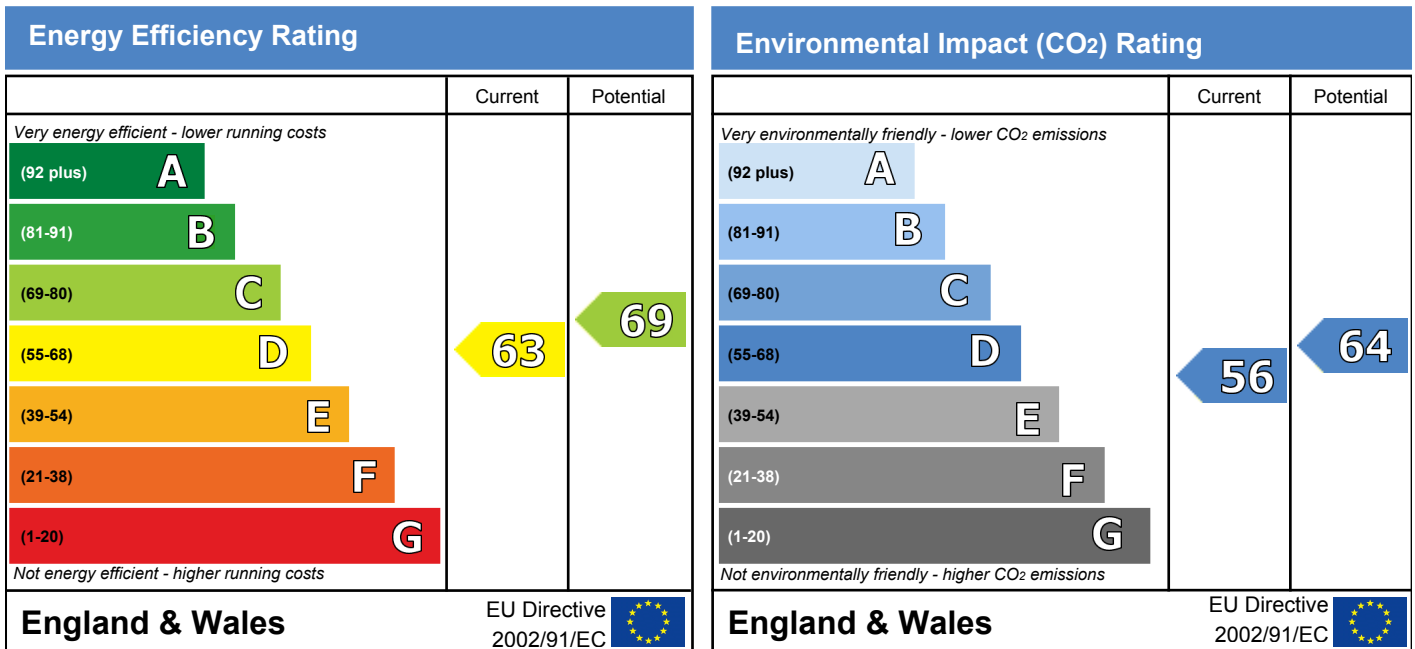 Energy Efficiency Rating
Current Potential
Very energy efficient - lower running costs
(92 plus) A
(81-91) B
(69-80) C
(55-68) D
(39-54) E
(21-38) F
(1-20) G
63
69
Not energy efficient - higher running costs
England & Wales
EU Directive
2002/91/EC
Environmental Impact (CO2) Rating
Current Potential
Very environmentally friendly - lower CO2 emissions
(92 plus) A
(81-91) B
(69-80) C
(55-68) D
(39-54) E
(21-38) F
(1-20) G
56
64
Not environmentally friendly - higher CO2 emissions
England & Wales
EU Directive
2002/91/EC